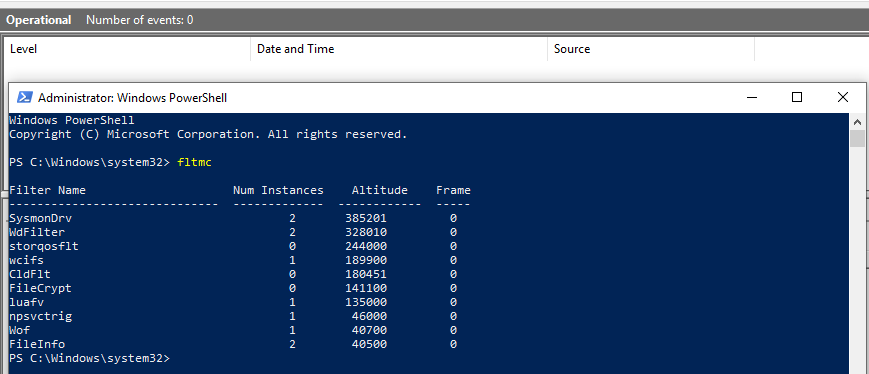 Operational Number of events: 0
Level Date and Time Source
Administrator: Windows PowerShell
Windows PowerShell
Copyright (C) Microsoft Corporation. All rights reserved.
PS C:\Windows\system32> fltmc
Filter Name                     Num Instances    Altitude    Frame
------------------------------  -------------  ------------  -----
SysmonDrv                               2       385201         0
WdFilter                                2       328010         0
storqosflt                              0       244000         0
wcifs                                   1       189900         0
CldFlt                                  0       180451         0
FileCrypt                               0       141100         0
luafv                                   1       135000         0
npsvctrig                               1        46000         0
Wof                                     1        40700         0
FileInfo                                2        40500         0
PS C:\Windows\system32>